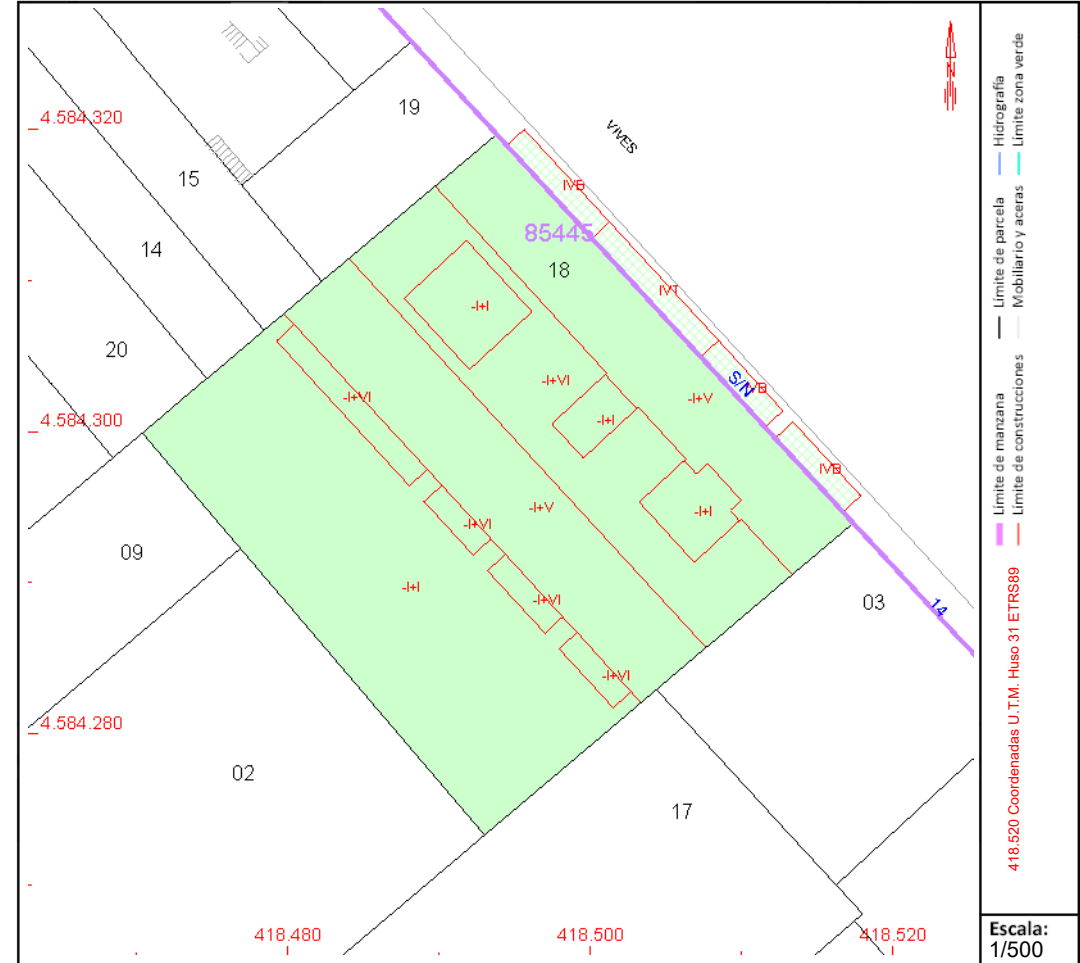 4.584.320
19
VIVES
15
IVB
85445
14
18
IVT
-I+I
20
-I+VI
S/N
IVB
-I+VI
-I+V
4.584.300
-I+I
IVB
-I+V
-I+I
-I+VI
09
-I+I
-I+VI
03
14
-I+VI
4.584.280
02
17
418.480
418.500
418.520
N
Límite de manzana
Límite de parcela
Hidrografía
Límite de construcciones
Mobiliario y aceras
Límite zona verde
418.520 Coordenadas U.T.M. Huso 31 ETRS89
Escala:
1/500